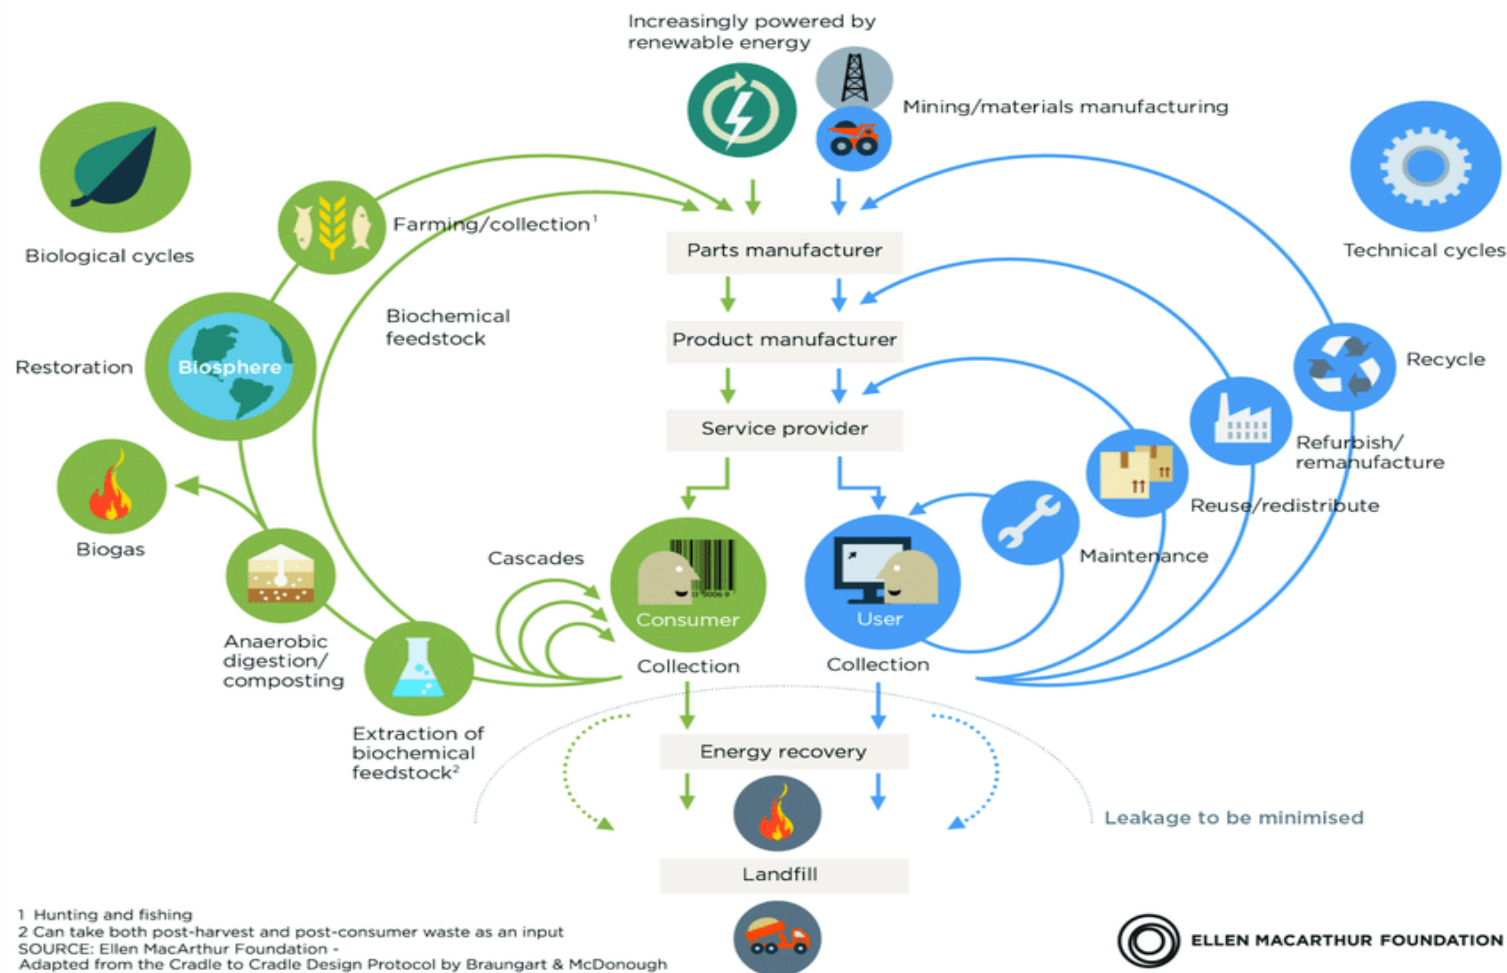 Increasingly powered by
renewable energy
Mining/materials manufacturing
Biological cycles
Technical cycles
Farming/collection¹
Parts manufacturer
Biochemical
feedstock
Product manufacturer
Restoration
Biosphere
Recycle
Service provider
Refurbish/
remanufacture
Reuse/redistribute
Biogas
Cascades
Maintenance
Consumer
User
Anaerobic
digestion/
composting
Collection
Collection
Extraction of
biochemical
feedstock²
Energy recovery
Leakage to be minimised
Landfill
1 Hunting and fishing
2 Can take both post-harvest and post-consumer waste as an input
SOURCE: Ellen MacArthur Foundation -
Adapted from the Cradle to Cradle Design Protocol by Braungart & McDonough
ELLEN MACARTHUR FOUNDATION